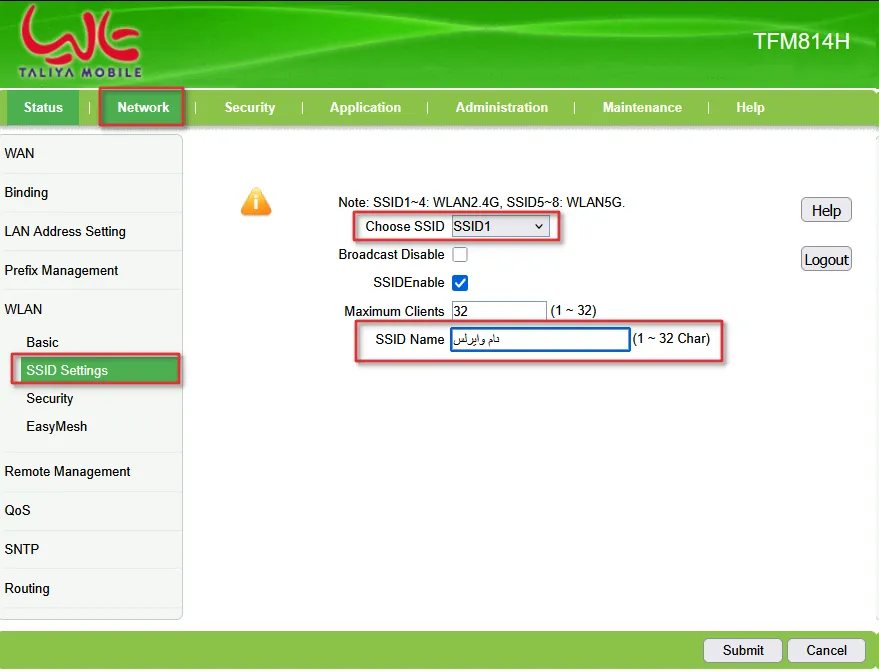 تاليا
TALIYA MOBILE
TFM814H
Status | Network | Security | Application | Administration | Maintenance | Help
WAN
Binding
LAN Address Setting
Prefix Management
WLAN
Basic
SSID Settings
Security
EasyMesh
Remote Management
QoS
SNTP
Routing
Note: SSID1~4: WLAN2.4G, SSID5~8: WLAN5G.
Choose SSID SSID1
Broadcast Disable
SSIDEnable
Maximum Clients 32 (1 ~ 32)
SSID Name نام وایرلس (1 ~ 32 Char)
Help
Logout
Submit Cancel